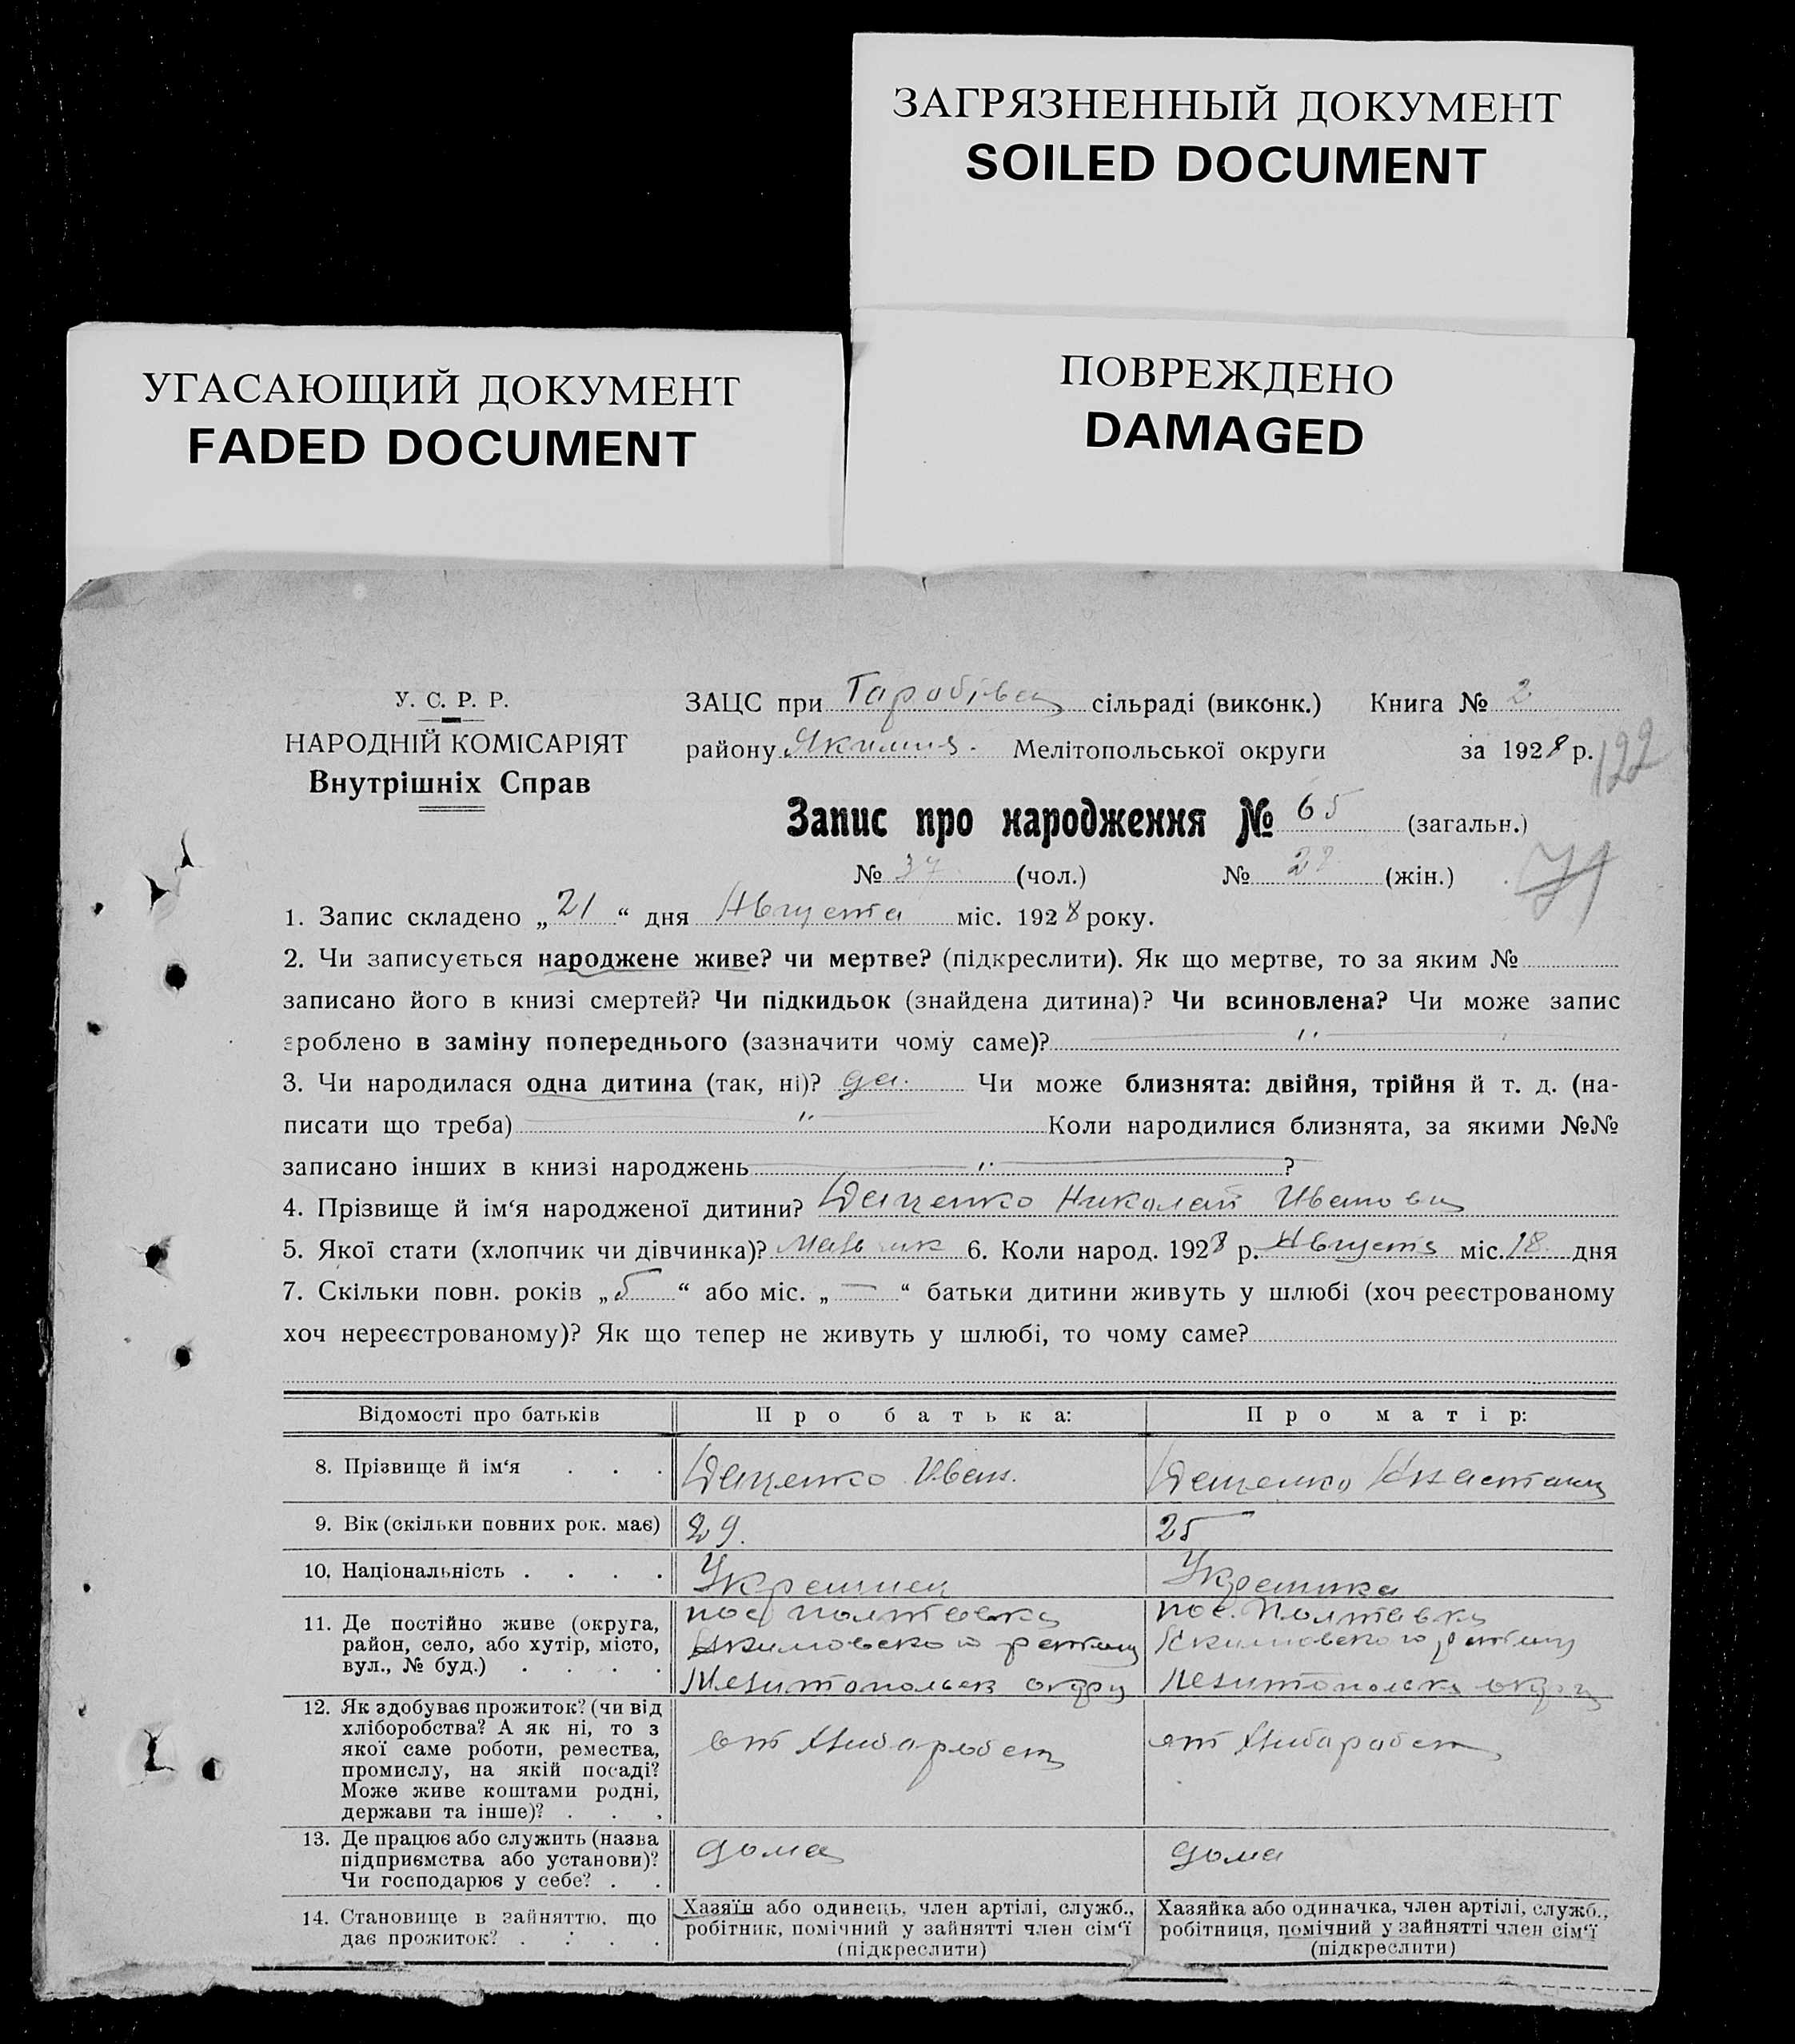 ЗАГРЯЗНЕННЫЙ ДОКУМЕНТ
SOILED DOCUMENT
УГАСАЮЩИЙ ДОКУМЕНТ
FADED DOCUMENT
ПОВРЕЖДЕНО
DAMAGED
У. С. Р. Р.
НАРОДНІЙ КОМІСАРІЯТ
Внутрішніх Справ
ЗАЦС при сільраді (виконк.) Книга № 2
району Якимив. Мелітопольської округи за 1928 р.
122
Запис про народження № 65 (загальн.)
№ 37 (чол.) № 28 (жін.)
71
1. Запис складено „21“ дня Августа міс. 1928 року.
2. Чи записується народжене живе? чи мертве? (підкреслити). Як що мертве, то за яким №
записано його в книзі смертей? Чи підкидьок (знайдена дитина)? Чи всиновлена? Чи може запис
зроблено в заміну попереднього (зазначити чому саме)? — " —
3. Чи народилася одна дитина (так, ні)? да. Чи може близнята: двійня, трійня й т. д. (на-
писати що треба) — " — Коли народилися близнята, за якими №№
записано інших в книзі народжень — " — ?
4. Прізвище й ім‘я народженої дитини? Даценко Николай Иванов
5. Якої стати (хлопчик чи дівчинка)? мальчик 6. Коли народ. 1928 р. Августа міс. 18 дня
7. Скільки повн. років „5“ або міс. „—“ батьки дитини живуть у шлюбі (хоч реєстрованому
хоч нереєстрованому)? Як що тепер не живуть у шлюбі, то чому саме?
Відомості про батьків Про батька: Про матір:
8. Прізвище й ім‘я . . . Даценко Иван. Даценко Анастасия
9. Вік (скільки повних рок. має) 29. 25
10. Національність . . . . Украинец Украинка
11. Де постійно живе (округа, пос Полтавка пос. Полтавка
район, село, або хутір, місто, Акимовского района Акимовского района
вул., № буд.) . . . . Мелитопольск округ Мелитопольск округ
12. Як здобуває прожиток? (чи від
хліборобства? А як ні, то з
якої саме роботи, ремества, от хлебаробст от хлебаробст
промислу, на якій посаді?
Може живе коштами родні,
держави та інше)? . . .
13. Де працює або служить (назва дома дома
підприємства або установи)?
Чи господарює у себе? . .
14. Становище в зайняттю, що Хазяїн або одинець, член артілі, служб., Хазяйка або одиначка, член артілі, служб.,
дає прожиток? . . . . робітник, помічний у зайнятті член сім‘ї робітниця, помічний у зайнятті член сім‘ї
(підкреслити) (підкреслити)